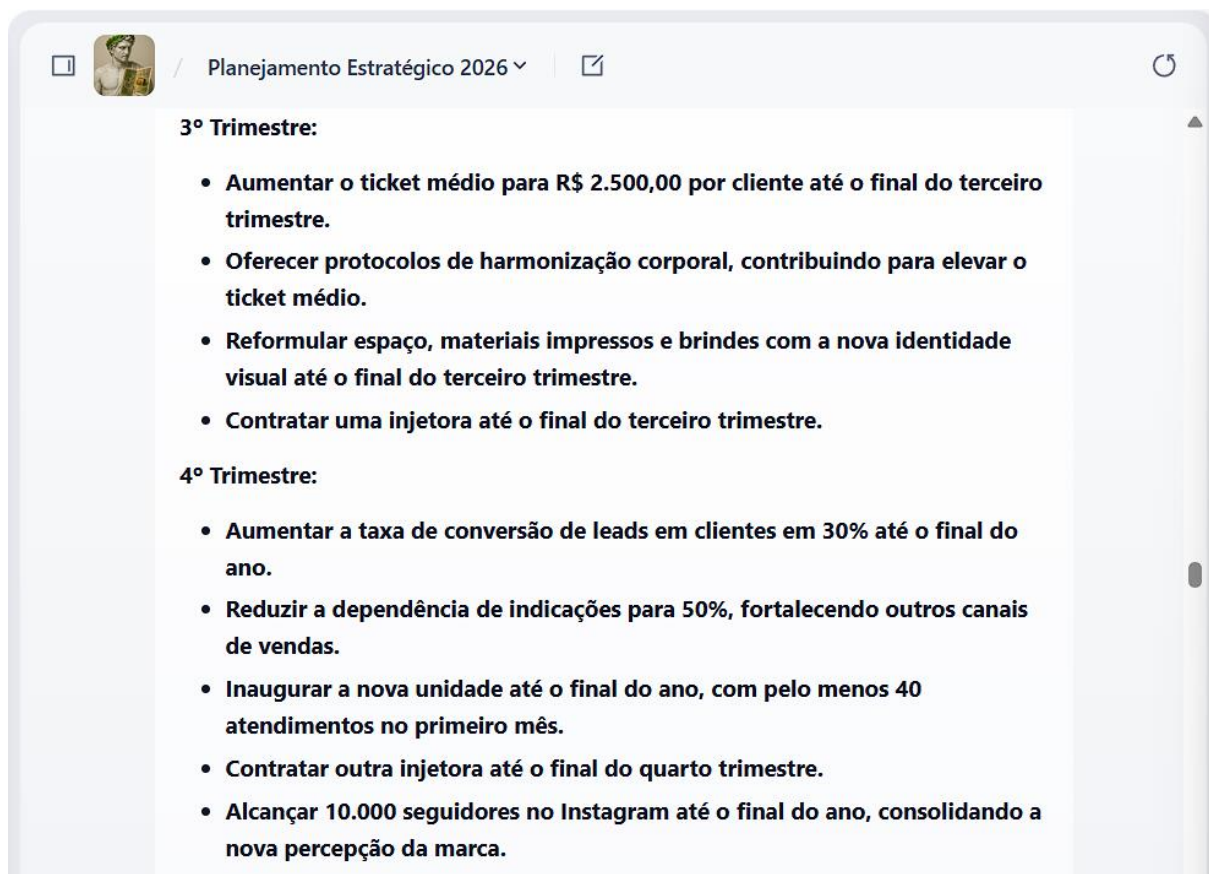 Planejamento Estratégico 2026
3º Trimestre:
Aumentar o ticket médio para R$ 2.500,00 por cliente até o final do terceiro
trimestre.
Oferecer protocolos de harmonização corporal, contribuindo para elevar o
ticket médio.
Reformular espaço, materiais impressos e brindes com a nova identidade
visual até o final do terceiro trimestre.
Contratar uma injetora até o final do terceiro trimestre.
4º Trimestre:
Aumentar a taxa de conversão de leads em clientes em 30% até o final do
ano.
Reduzir a dependência de indicações para 50%, fortalecendo outros canais
de vendas.
Inaugurar a nova unidade até o final do ano, com pelo menos 40
atendimentos no primeiro mês.
Contratar outra injetora até o final do quarto trimestre.
Alcançar 10.000 seguidores no Instagram até o final do ano, consolidando a
nova percepção da marca.